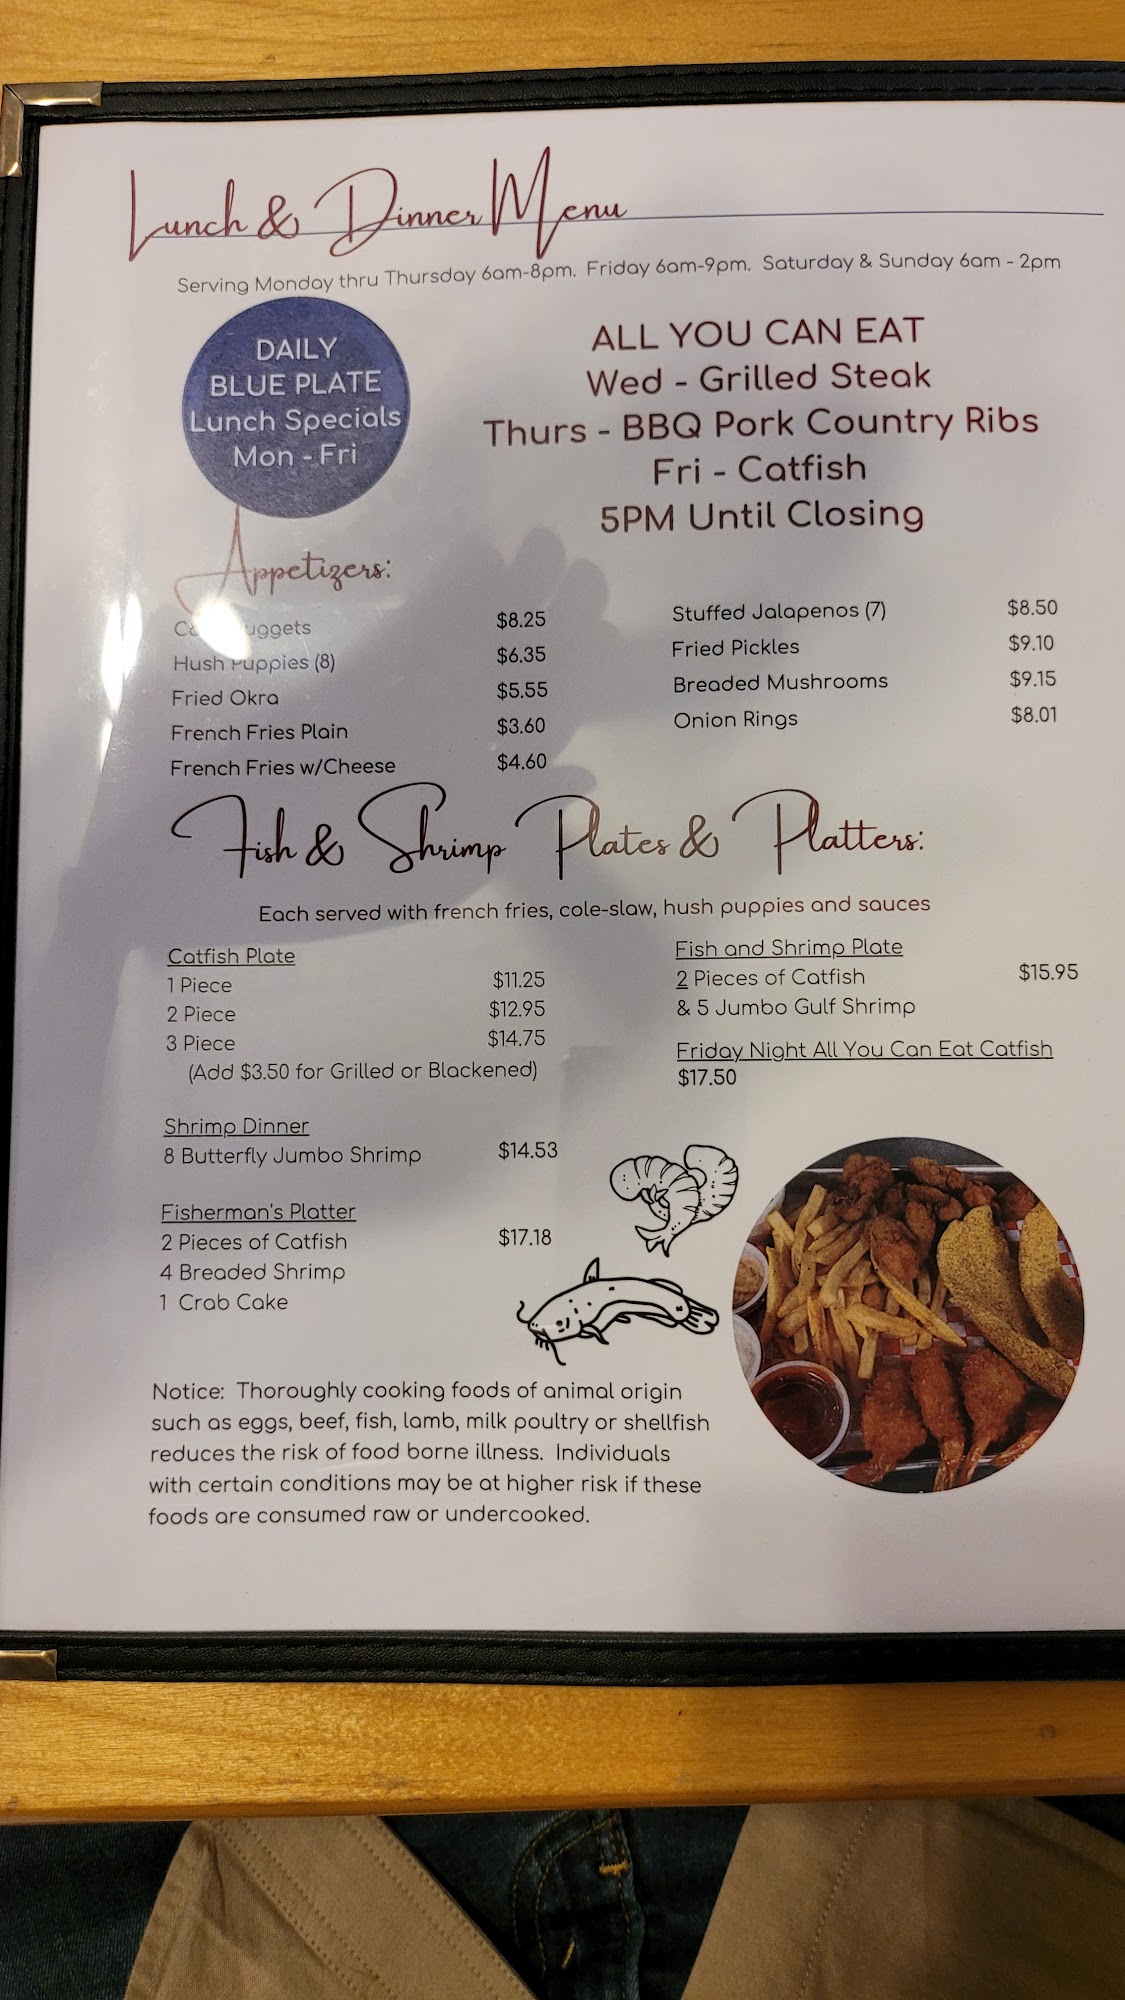 Lunch & Dinner Menu
Serving Monday thru Thursday 6am-8pm. Friday 6am-9pm. Saturday & Sunday 6am - 2pm
DAILY
BLUE PLATE
Lunch Specials
Mon - Fri
ALL YOU CAN EAT
Wed - Grilled Steak
Thurs - BBQ Pork Country Ribs
Fri - Catfish
5PM Until Closing
Appetizers:
$8.25
Hush Puppies (8) $6.35
Fried Okra $5.55
French Fries Plain $3.60
French Fries w/Cheese $4.60
Stuffed Jalapenos (7) $8.50
Fried Pickles $9.10
Breaded Mushrooms $9.15
Onion Rings $8.01
Fish & Shrimp Plates & Platters:
Each served with french fries, cole-slaw, hush puppies and sauces
Catfish Plate
1 Piece $11.25
2 Piece $12.95
3 Piece $14.75
(Add $3.50 for Grilled or Blackened)
Shrimp Dinner
8 Butterfly Jumbo Shrimp $14.53
Fisherman's Platter
2 Pieces of Catfish $17.18
4 Breaded Shrimp
1 Crab Cake
Fish and Shrimp Plate
2 Pieces of Catfish $15.95
& 5 Jumbo Gulf Shrimp
Friday Night All You Can Eat Catfish
$17.50
Notice: Thoroughly cooking foods of animal origin
such as eggs, beef, fish, lamb, milk poultry or shellfish
reduces the risk of food borne illness. Individuals
with certain conditions may be at higher risk if these
foods are consumed raw or undercooked.